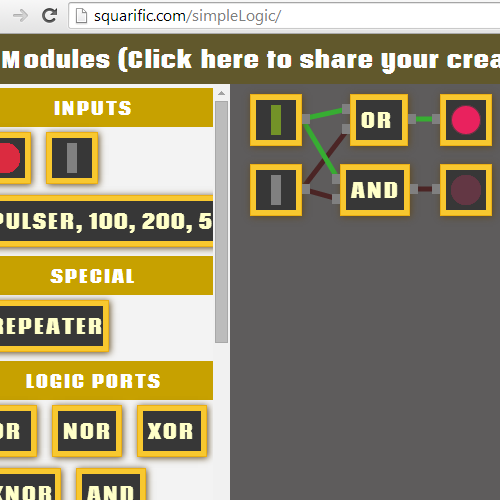 squarific.com/simpleLogic/
Modules (Click here to share your crea
INPUTS
PULSER, 100, 200, 5
SPECIAL
REPEATER
LOGIC PORTS
OR NOR XOR
XNOR AND
OR
AND